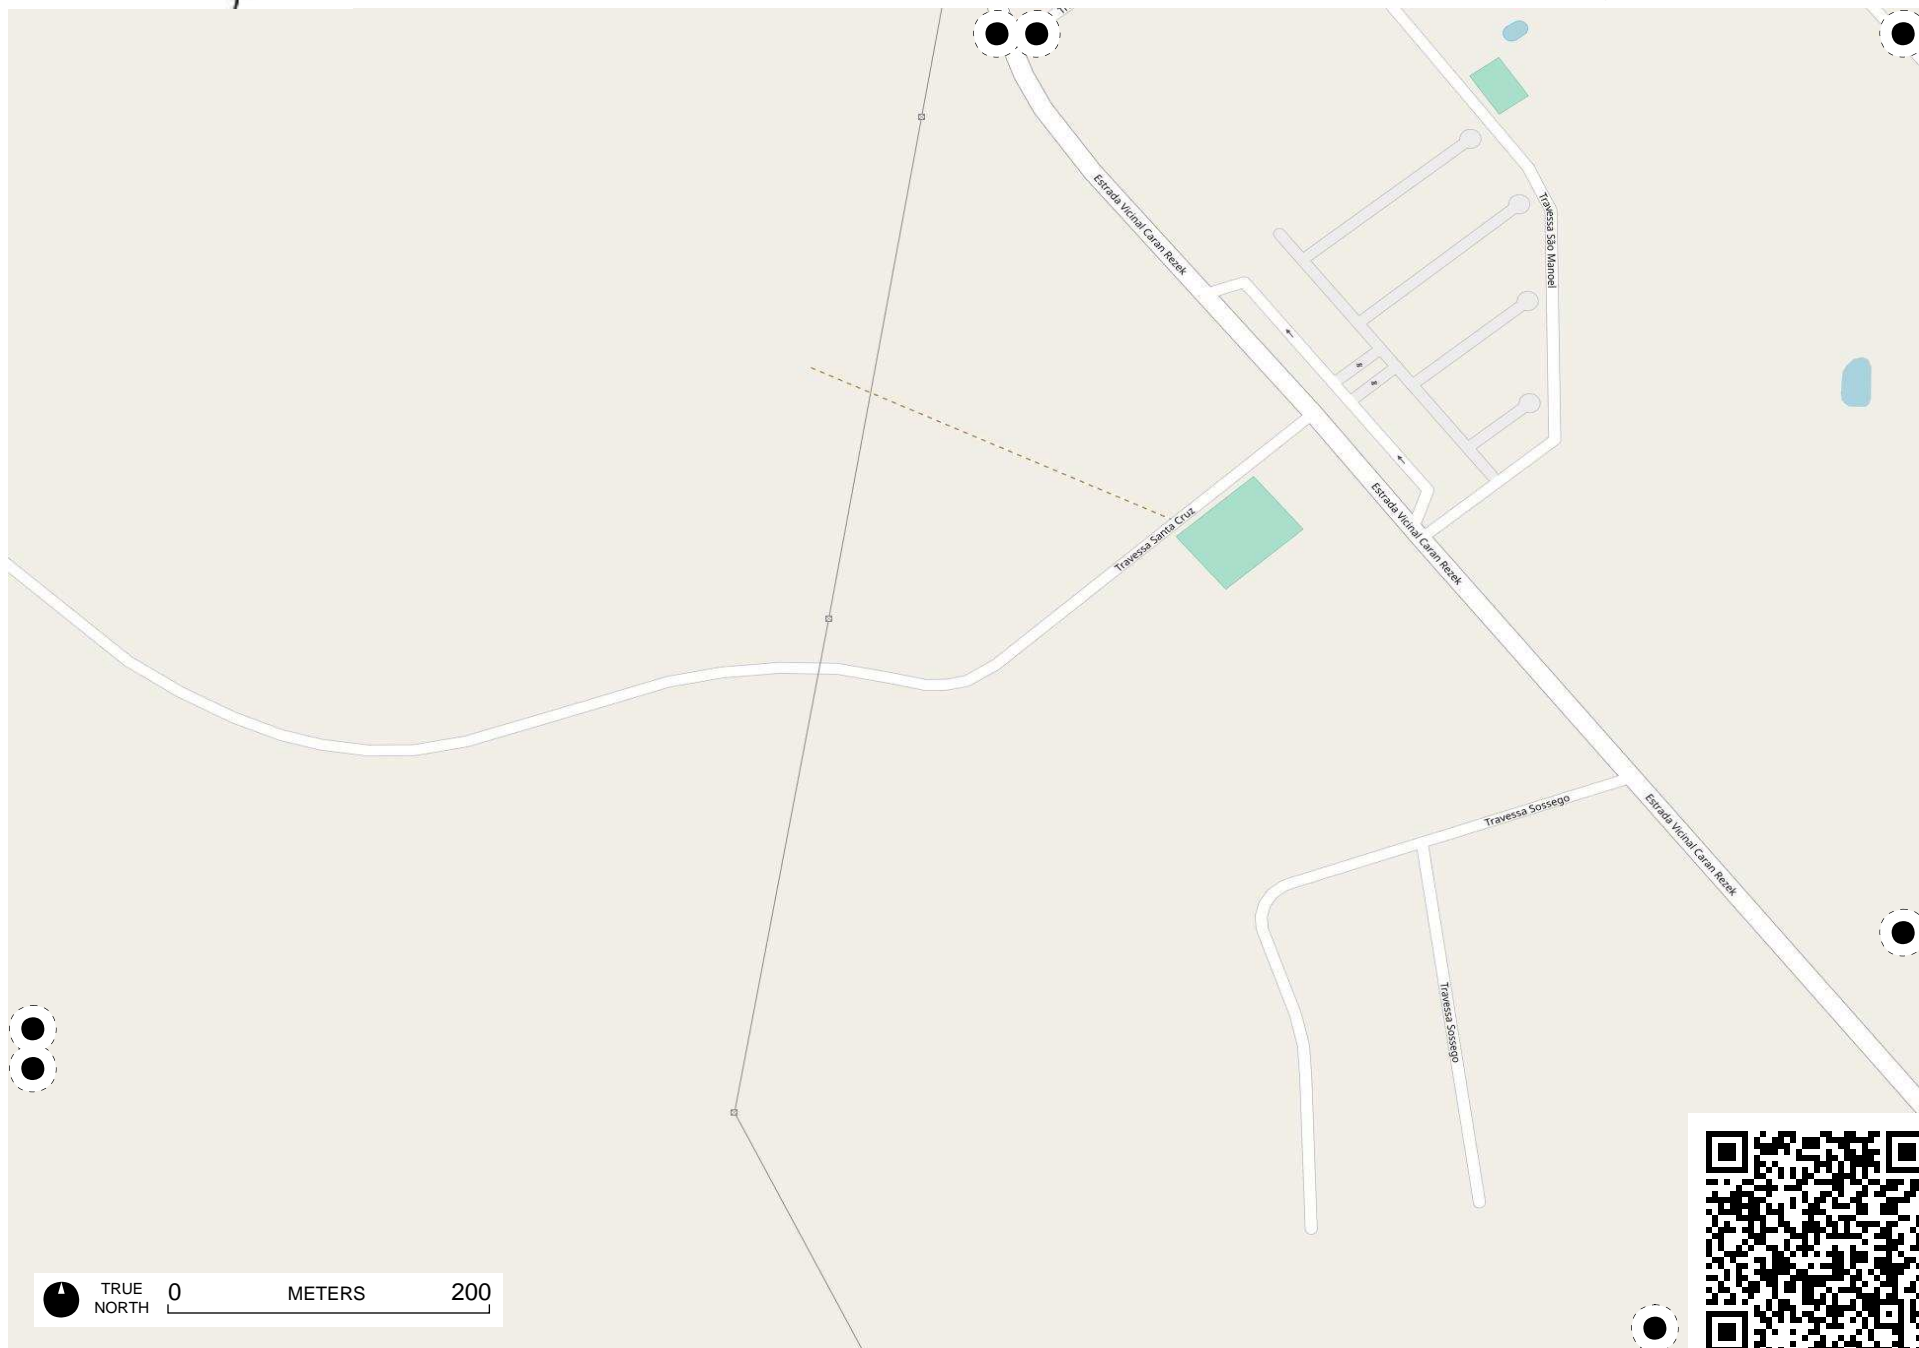 Estrada Vicinal Caran Rezek
Travessa São Manoel
Estrada Vicinal Caran Rezek
Travessa Santa Cruz
Travessa Sossego
Estrada Vicinal Caran Rezek
Travessa Sossego
TRUE
NORTH
0 METERS 200